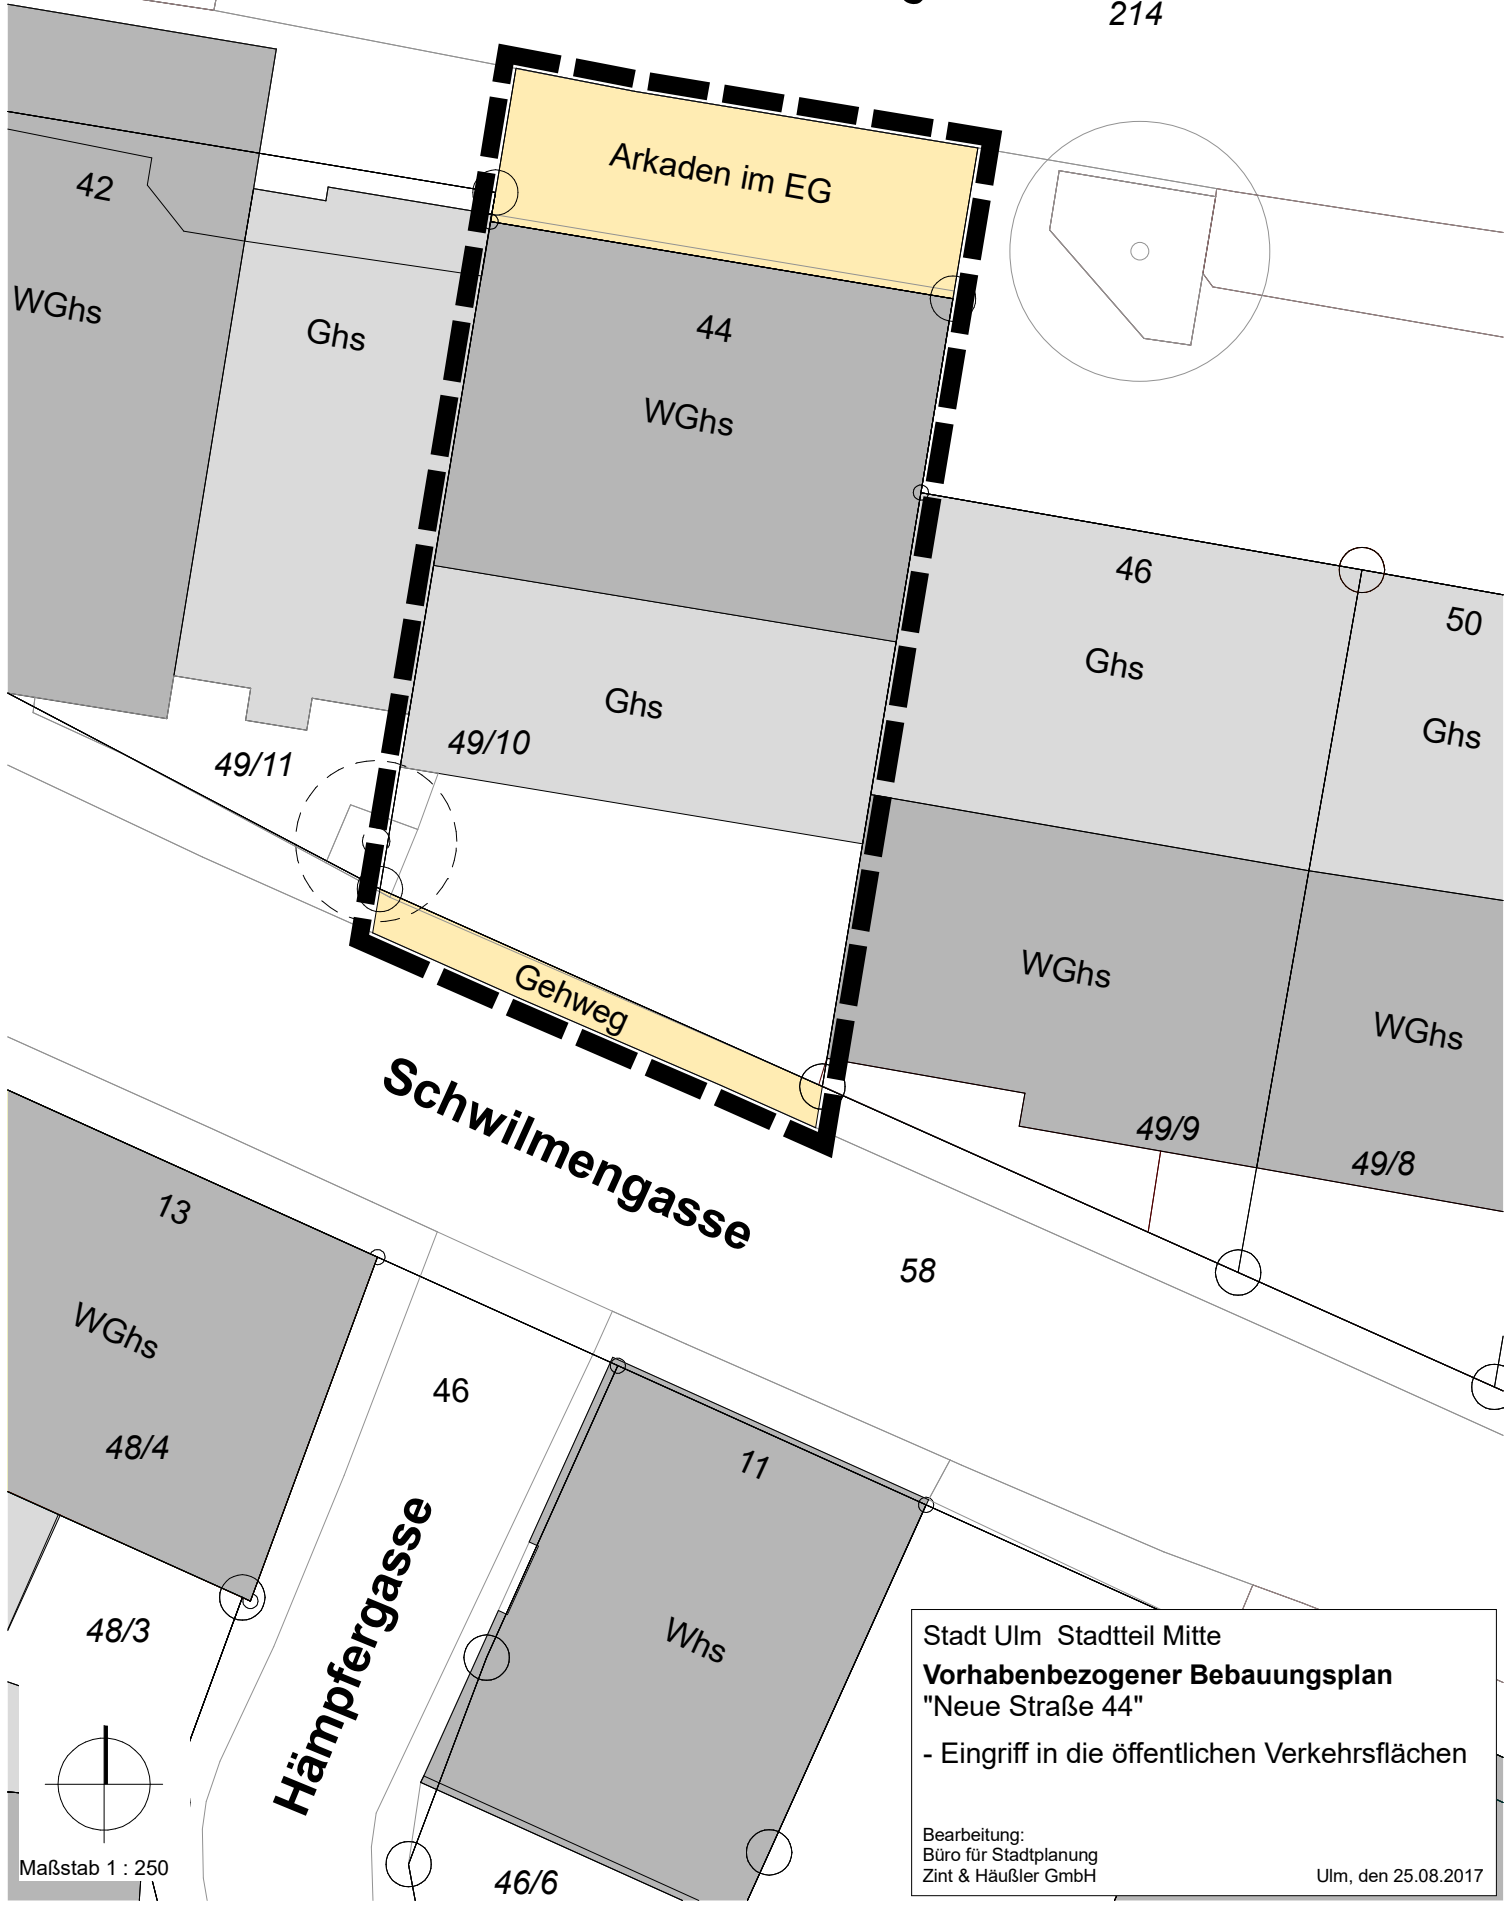 214
Arkaden im EG
42
WGhs
Ghs
44
WGhs
46
50
Ghs
Ghs
Ghs
49/10
49/11
WGhs
Gehweg
WGhs
Schwilmengasse
49/9
49/8
13
58
WGhs
46
48/4
11
Hämpfergasse
48/3
Whs
46/6
Maßstab 1 : 250
Stadt Ulm Stadtteil Mitte
Vorhabenbezogener Bebauungsplan
"Neue Straße 44"
- Eingriff in die öffentlichen Verkehrsflächen
Bearbeitung:
Büro für Stadtplanung
Zint & Häußler GmbH
Ulm, den 25.08.2017